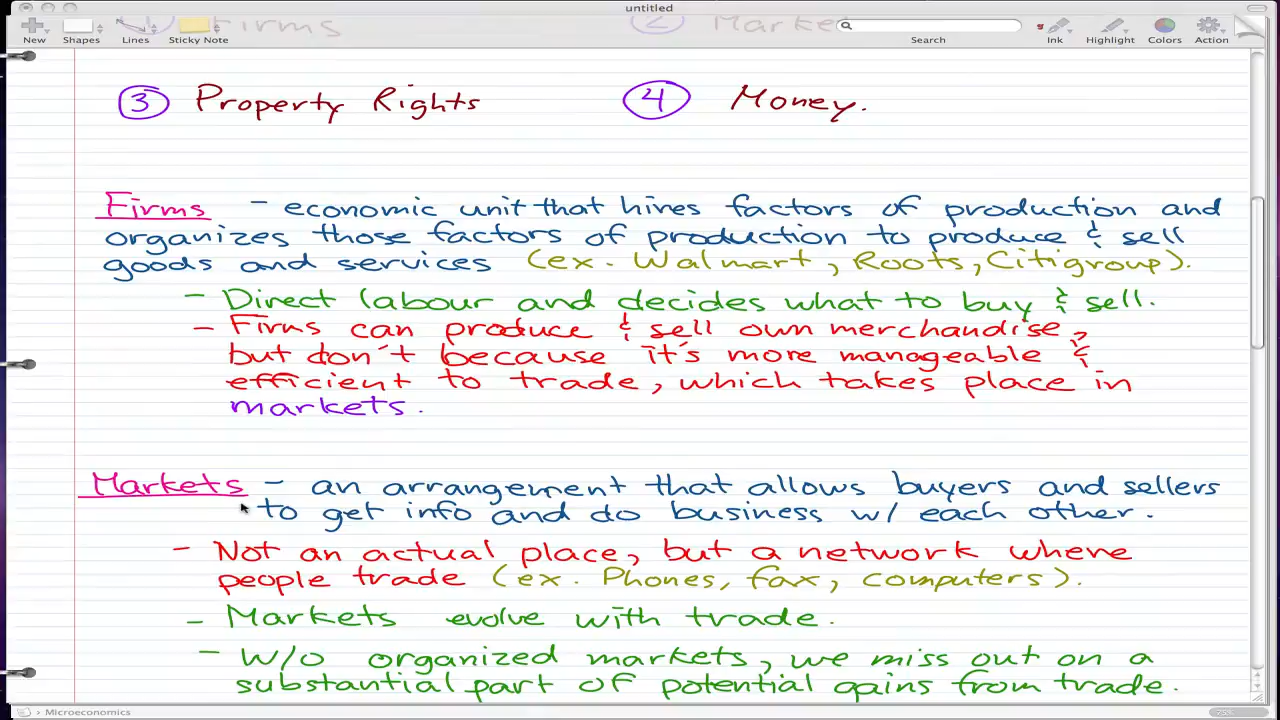 untitled
② Market
Firms
New Shapes Lines Sticky Note Search Ink Highlight Colors Action
③ Property Rights ④ Money.
Firms - economic unit that hires factors of production and
organizes those factors of production to produce & sell
goods and services (ex. Walmart, Roots, Citigroup).
- Direct labour and decides what to buy & sell.
- Firms can produce & sell own merchandise,
but don't because it's more manageable &
efficient to trade, which takes place in
markets.
Markets - an arrangement that allows buyers and sellers
to get info and do business w/ each other.
- Not an actual place, but a network where
people trade (ex. Phones, fax, computers).
- Markets evolve with trade.
- W/o organized markets, we miss out on a
substantial part of potential gains from trade.
Microeconomics
75%